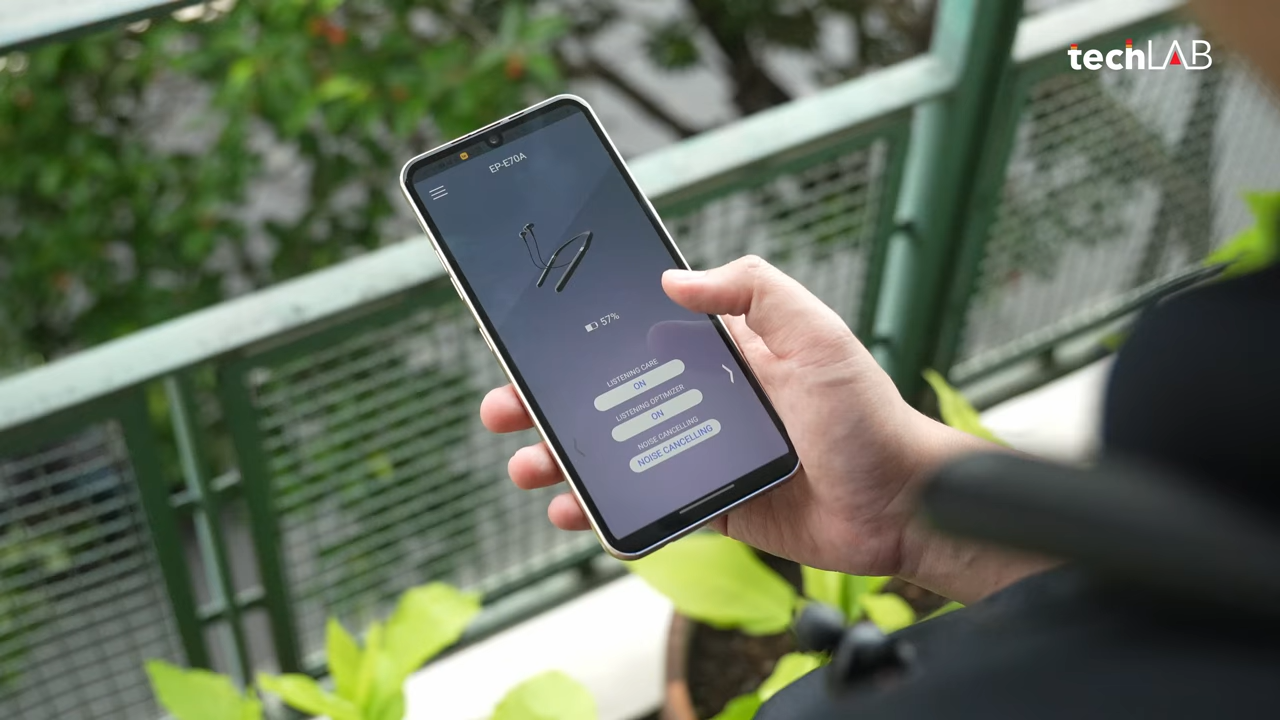 techLAB
EP-E70A
57%
LISTENING CARE
ON
LISTENING OPTIMIZER
ON
NOISE CANCELLING
NOISE CANCELLING